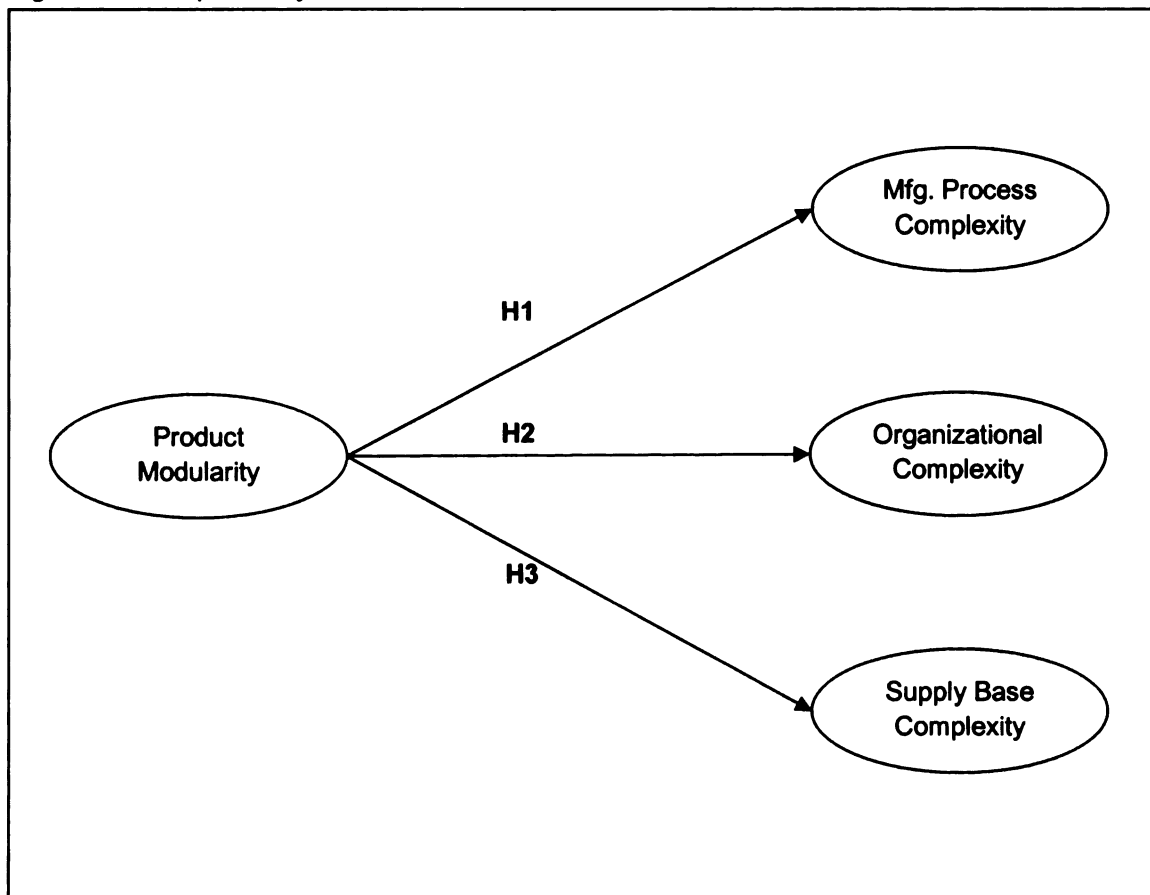 Mfg. Process
Complexity
H1
Product
Modularity
H2
Organizational
Complexity
H3
Supply Base
Complexity